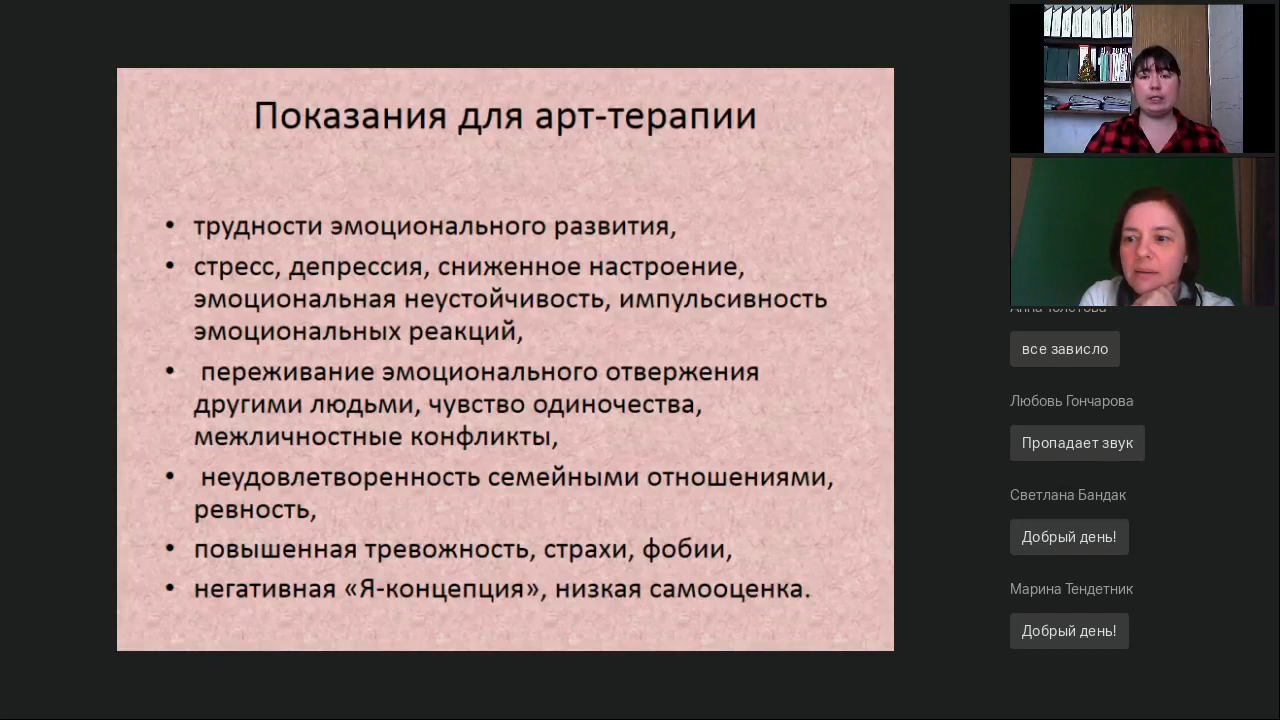 Показания для арт-терапии
• трудности эмоционального развития,
• стресс, депрессия, сниженное настроение,
эмоциональная неустойчивость, импульсивность
эмоциональных реакций,
• переживание эмоционального отвержения
другими людьми, чувство одиночества,
межличностные конфликты,
• неудовлетворенность семейными отношениями,
ревность,
• повышенная тревожность, страхи, фобии,
• негативная «Я-концепция», низкая самооценка.
все зависло
Любовь Гончарова
Пропадает звук
Светлана Бандак
Добрый день!
Марина Тендетник
Добрый день!